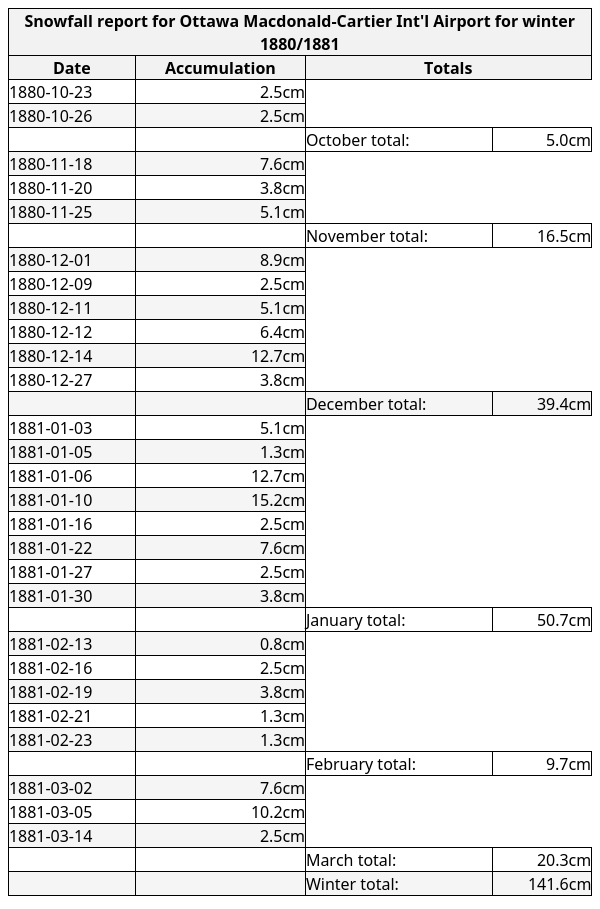 Snowfall report for Ottawa Macdonald-Cartier Int'l Airport for winter
1880/1881
Date Accumulation Totals
1880-10-23 2.5cm
1880-10-26 2.5cm
October total: 5.0cm
1880-11-18 7.6cm
1880-11-20 3.8cm
1880-11-25 5.1cm
November total: 16.5cm
1880-12-01 8.9cm
1880-12-09 2.5cm
1880-12-11 5.1cm
1880-12-12 6.4cm
1880-12-14 12.7cm
1880-12-27 3.8cm
December total: 39.4cm
1881-01-03 5.1cm
1881-01-05 1.3cm
1881-01-06 12.7cm
1881-01-10 15.2cm
1881-01-16 2.5cm
1881-01-22 7.6cm
1881-01-27 2.5cm
1881-01-30 3.8cm
January total: 50.7cm
1881-02-13 0.8cm
1881-02-16 2.5cm
1881-02-19 3.8cm
1881-02-21 1.3cm
1881-02-23 1.3cm
February total: 9.7cm
1881-03-02 7.6cm
1881-03-05 10.2cm
1881-03-14 2.5cm
March total: 20.3cm
Winter total: 141.6cm